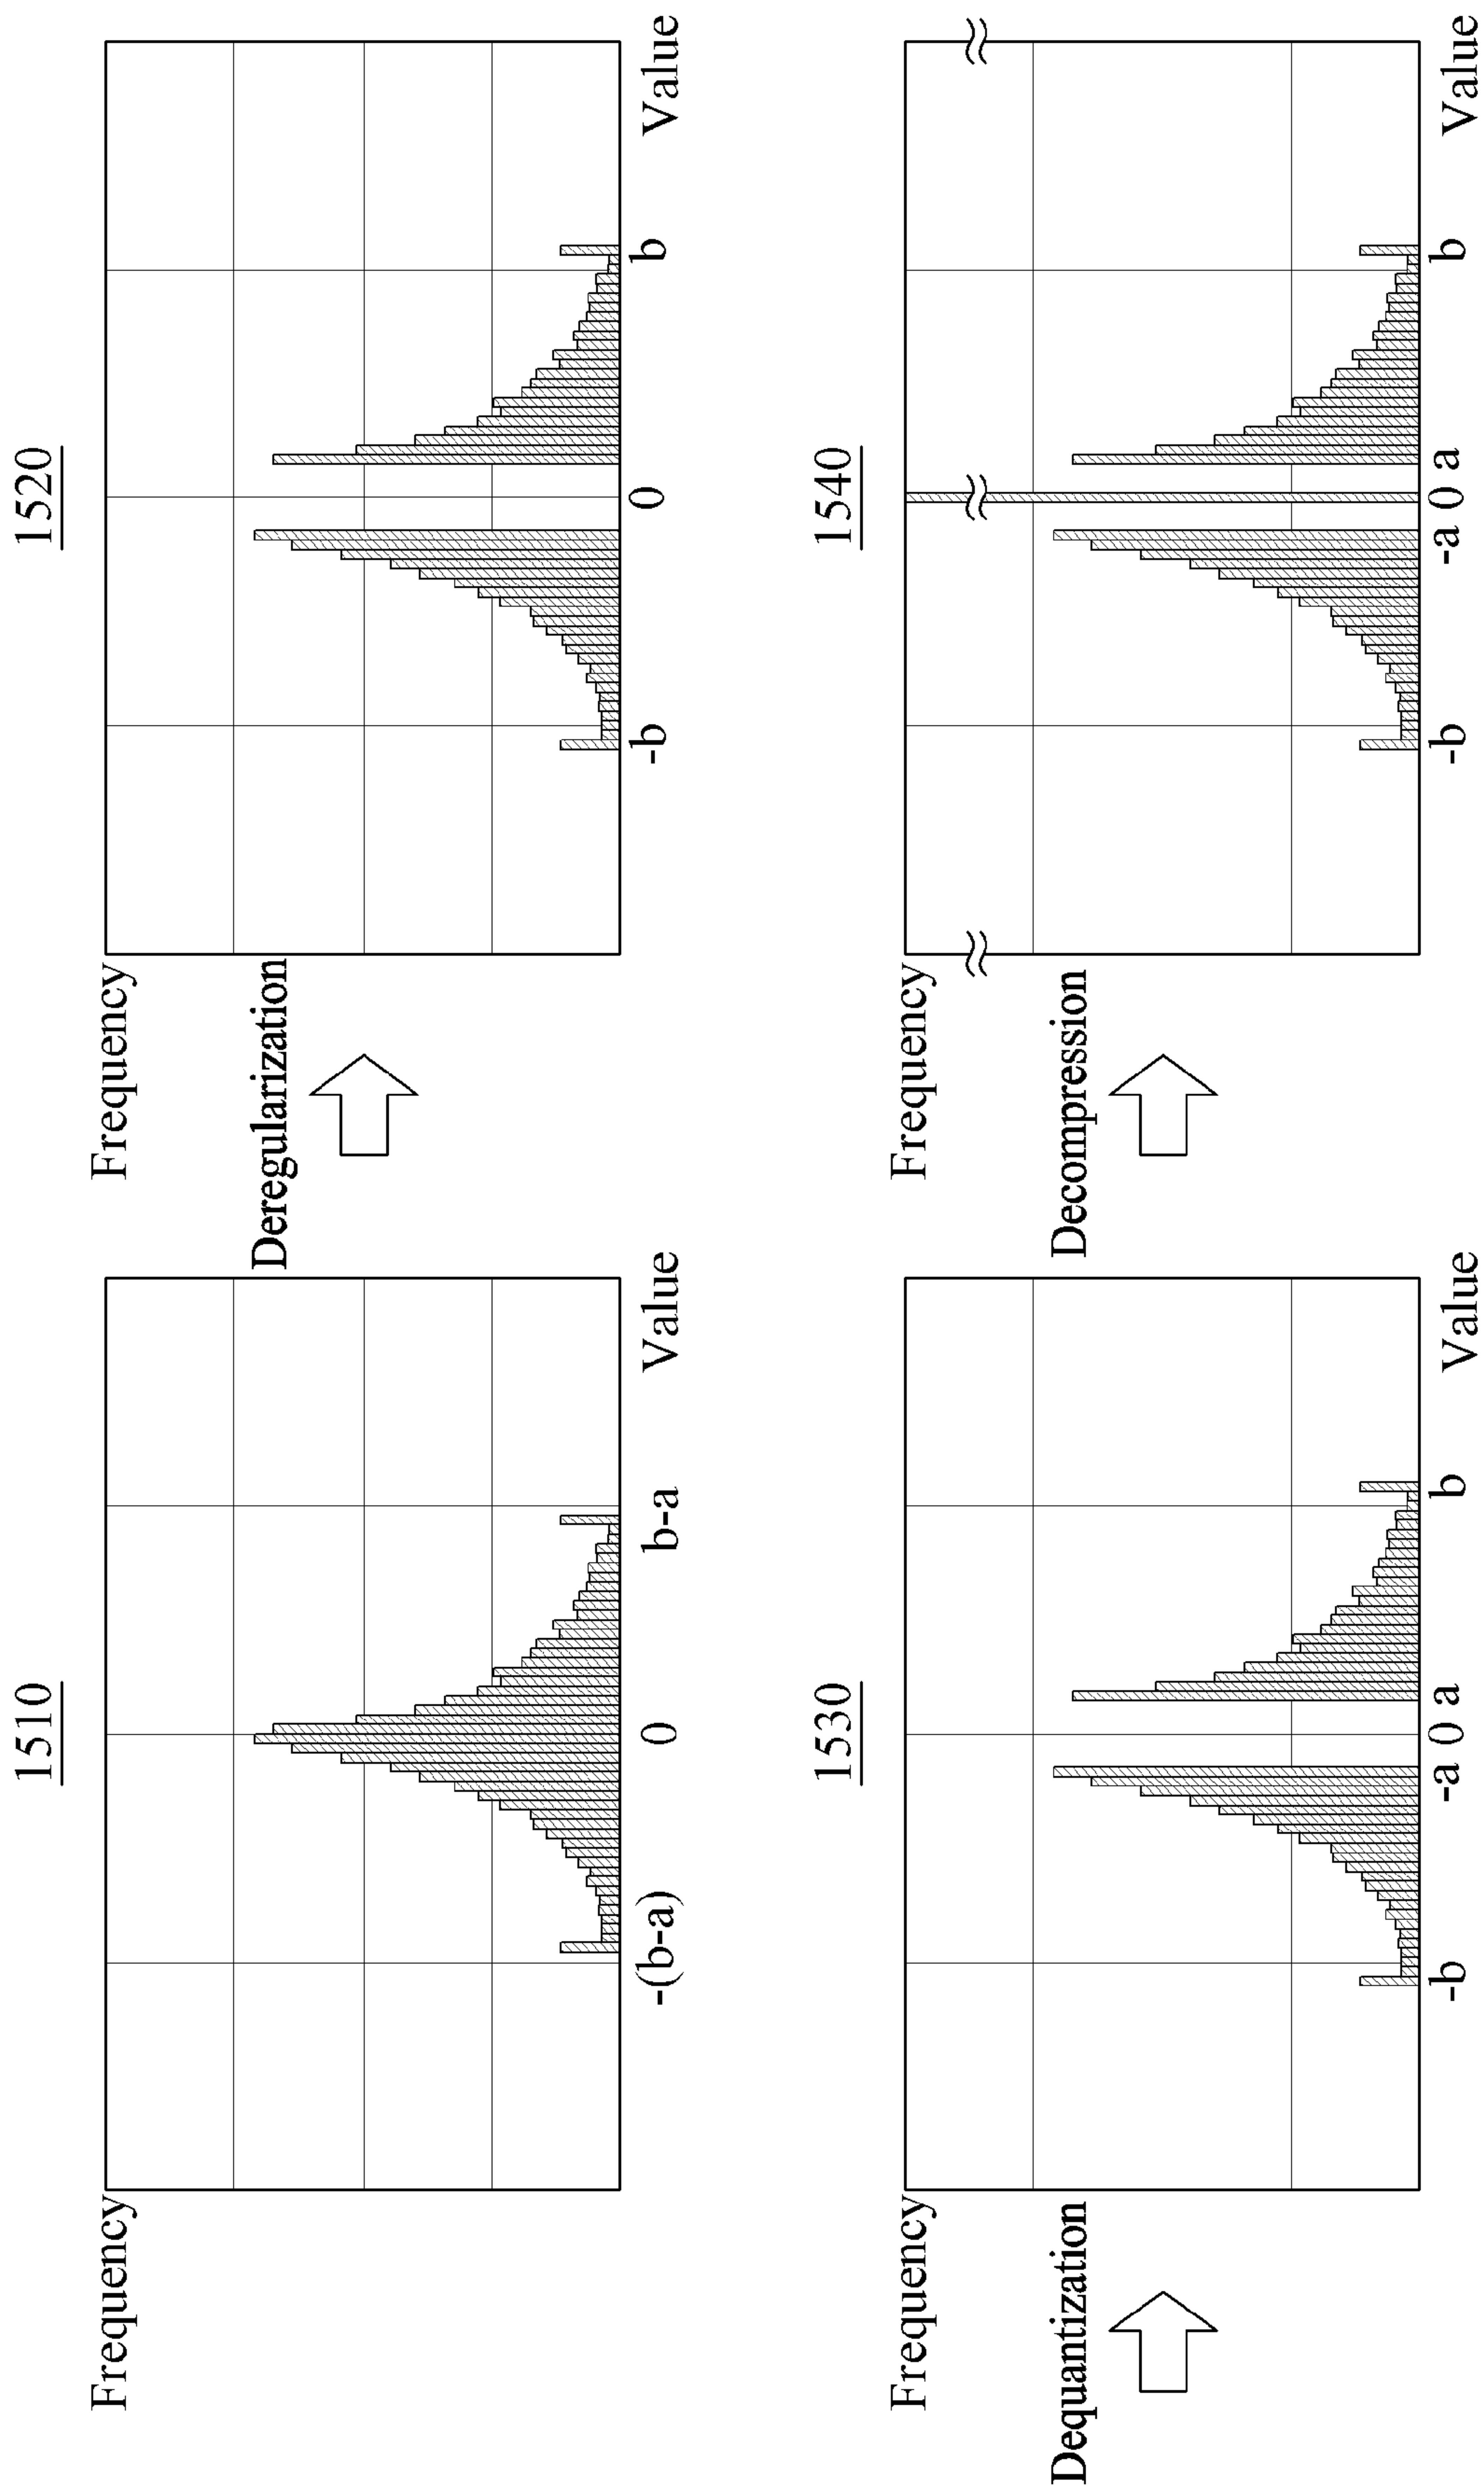 1510
Frequency
-(b-a)
0
b-a
Value
Deregularization
1520
Frequency
-b
0
b
Value
Dequantization
1530
Frequency
-b
-a
0
a
b
Value
Decompression
1540
Frequency
-b
-a
0
a
b
Value